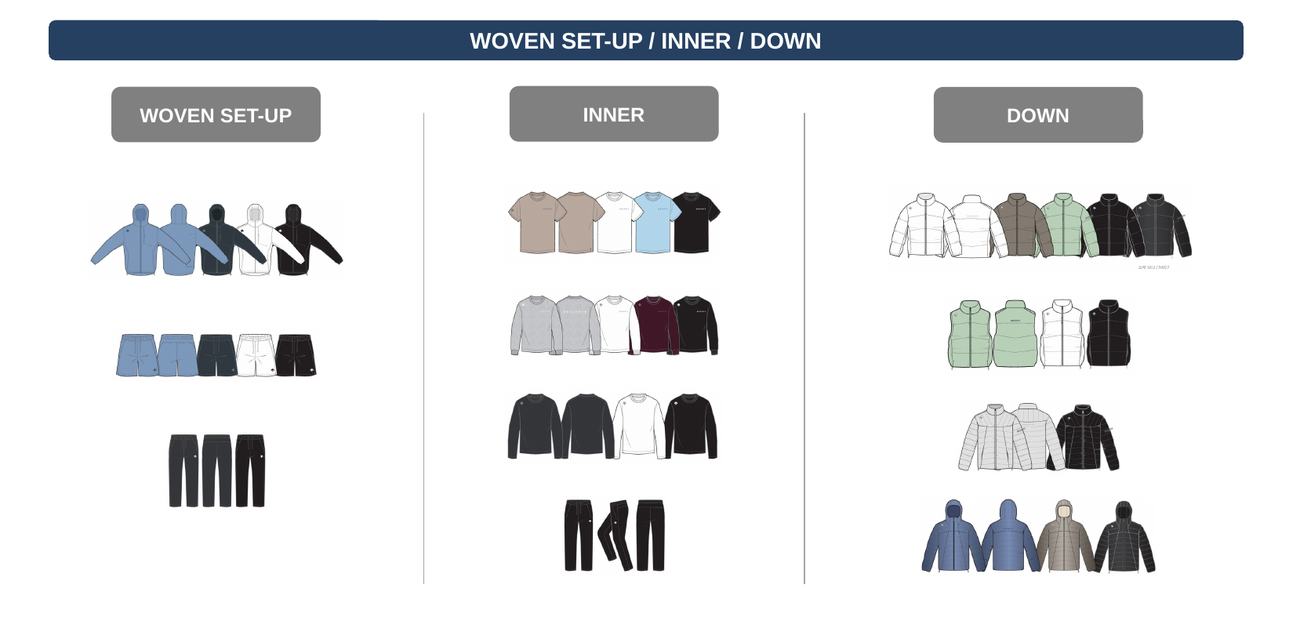 WOVEN SET-UP / INNER / DOWN
WOVEN SET-UP
INNER
DOWN